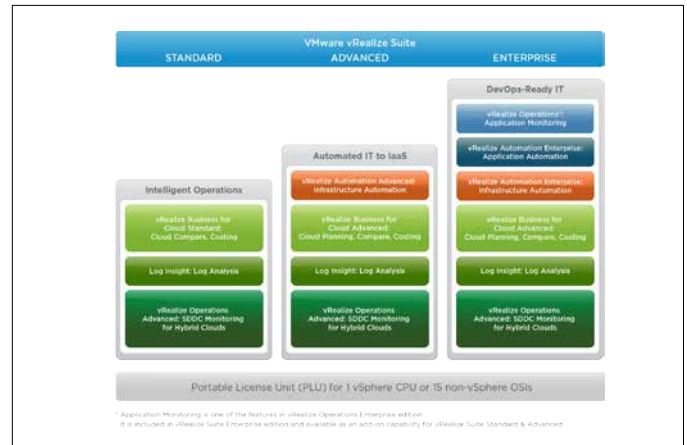 VMware vRealize Suite
STANDARD
ADVANCED
ENTERPRISE
Intelligent Operations
vRealize Business for
Cloud Standard:
Cloud Compare, Costing
Log Insight: Log Analysis
vRealize Operations
Advanced: SDDC Monitoring
for Hybrid Clouds
Automated IT to IaaS
vRealize Automation Advanced:
Infrastructure Automation
vRealize Business for
Cloud Advanced:
Cloud Planning, Compare, Costing
Log Insight: Log Analysis
vRealize Operations
Advanced: SDDC Monitoring
for Hybrid Clouds
DevOps-Ready IT
vRealize Operations*:
Application Monitoring
vRealize Automation Enterprise:
Application Automation
vRealize Automation Enterprise:
Infrastructure Automation
vRealize Business for
Cloud Advanced:
Cloud Planning, Compare, Costing
Log Insight: Log Analysis
vRealize Operations
Advanced: SDDC Monitoring
for Hybrid Clouds
Portable License Unit (PLU) for 1 vSphere CPU or 15 non-vSphere OSIs
* Application Monitoring is one of the features in vRealize Operations Enterprise edition
It is included in vRealize Suite Enterprise edition and available as an add-on capability for vRealize Suite Standard & Advanced